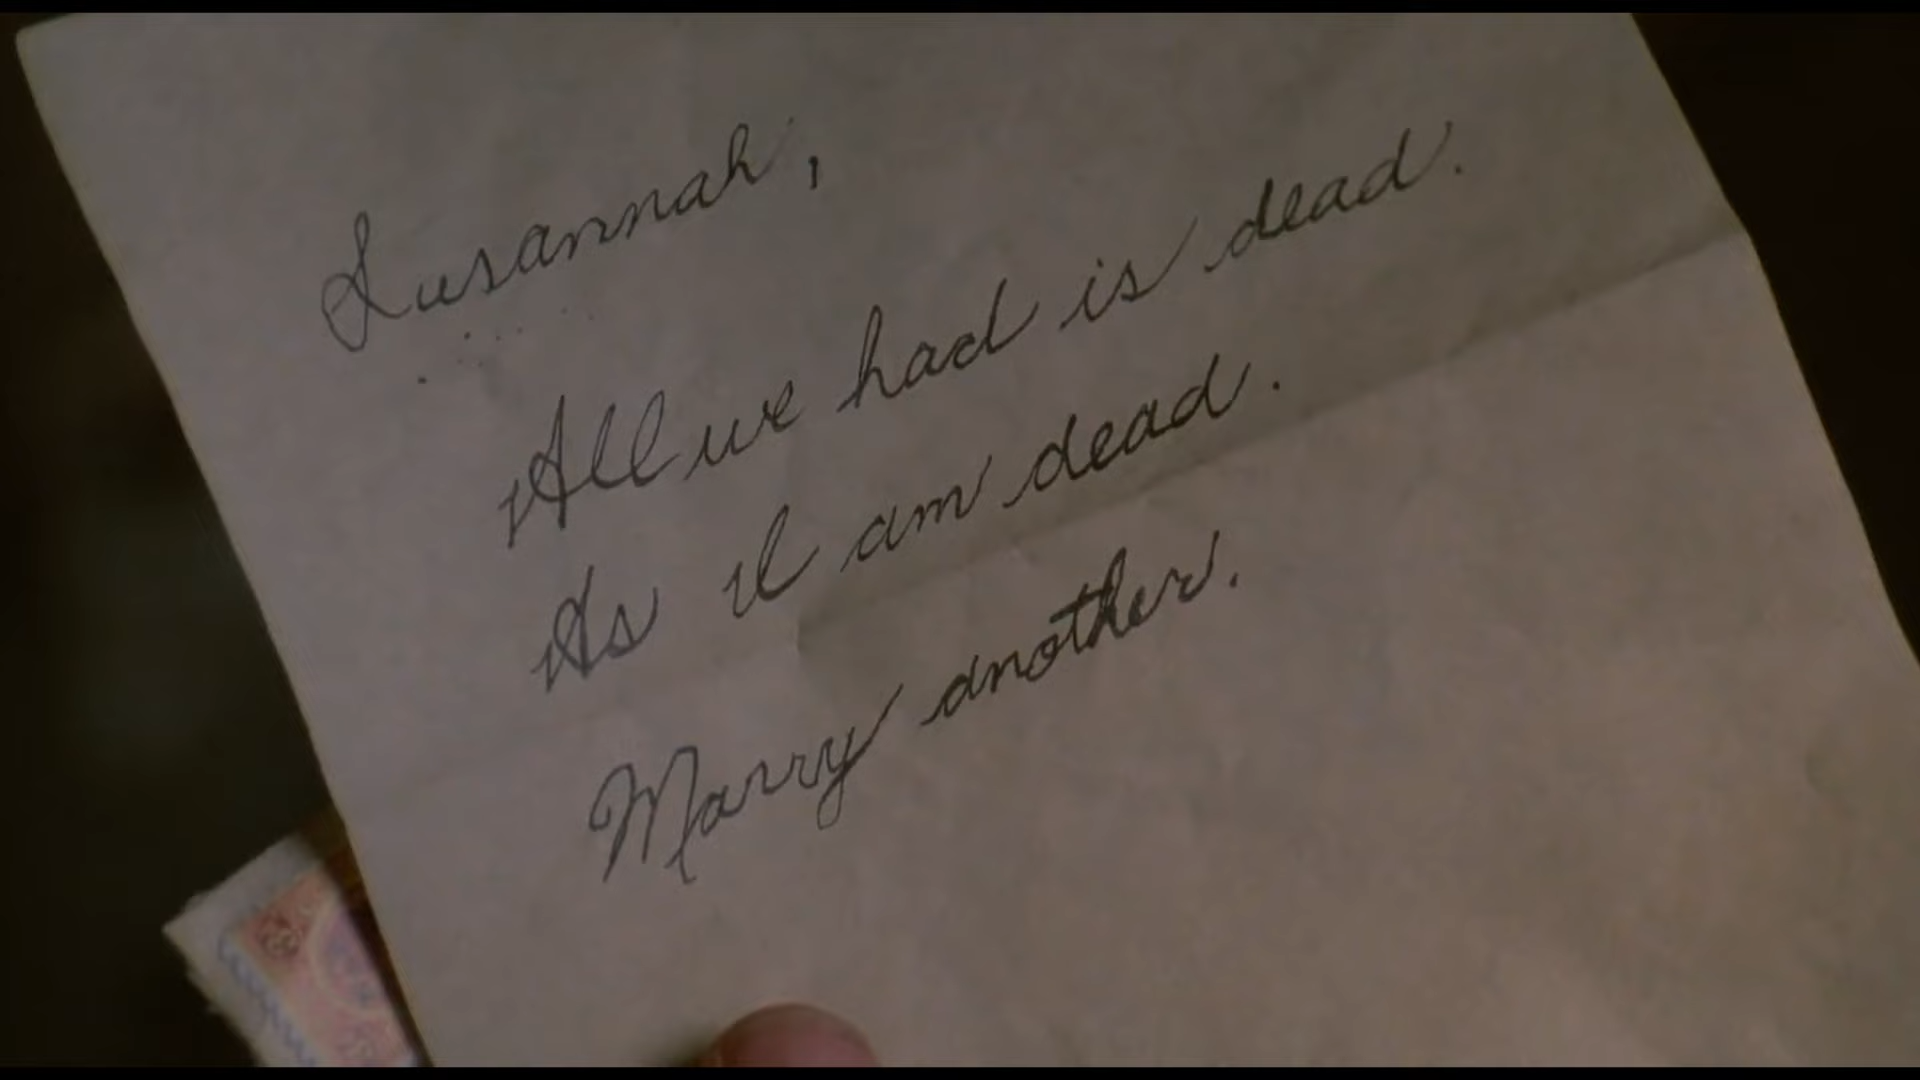 Susannah,
All we had is dead.
As I am dead.
Marry another.